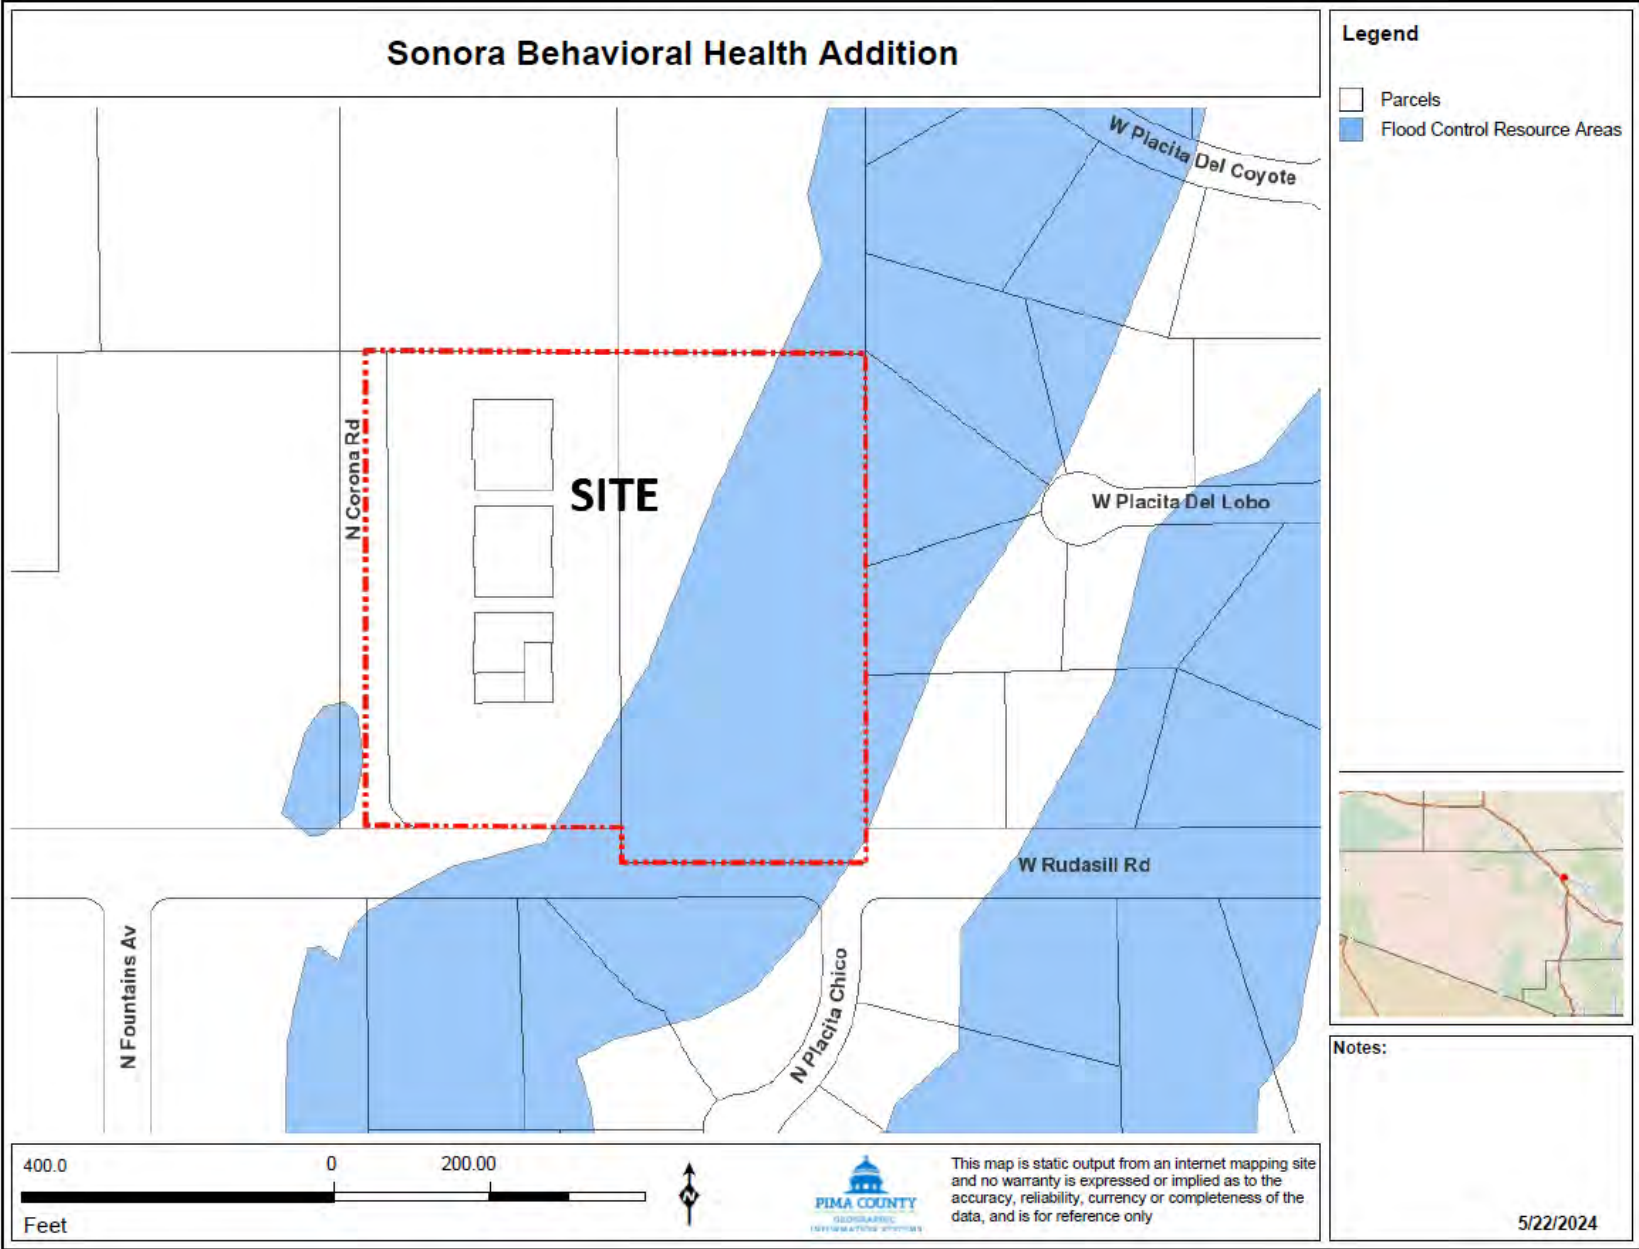 Sonora Behavioral Health Addition
Legend
Parcels
Flood Control Resource Areas
W Placita Del Coyote
N Corona Rd
SITE
W Placita Del Lobo
W Rudasill Rd
N Fountains Av
N Placita Chico
Notes:
400.0 0 200.00
Feet
N
PIMA COUNTY
GEOGRAPHIC
INFORMATION SYSTEMS
This map is static output from an internet mapping site
and no warranty is expressed or implied as to the
accuracy, reliability, currency or completeness of the
data, and is for reference only
5/22/2024